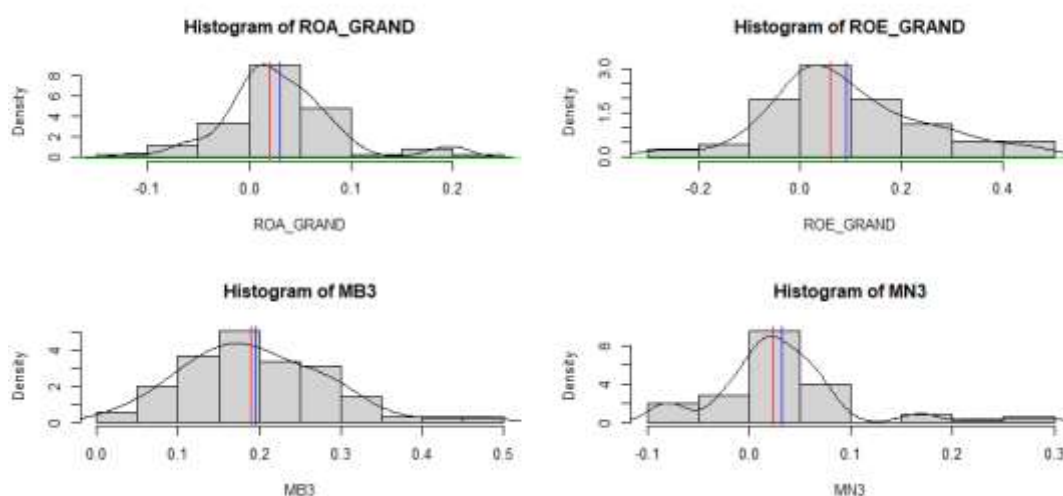 Histogram of ROA_GRAND
Density
0 2 4 6 8
-0.1 0.0 0.1 0.2
ROA_GRAND
Histogram of ROE_GRAND
Density
0.0 1.5 3.0
-0.2 0.0 0.2 0.4
ROE_GRAND
Histogram of MB3
Density
0 2 4
0.0 0.1 0.2 0.3 0.4 0.5
MB3
Histogram of MN3
Density
0 4 8
-0.1 0.0 0.1 0.2 0.3
MN3